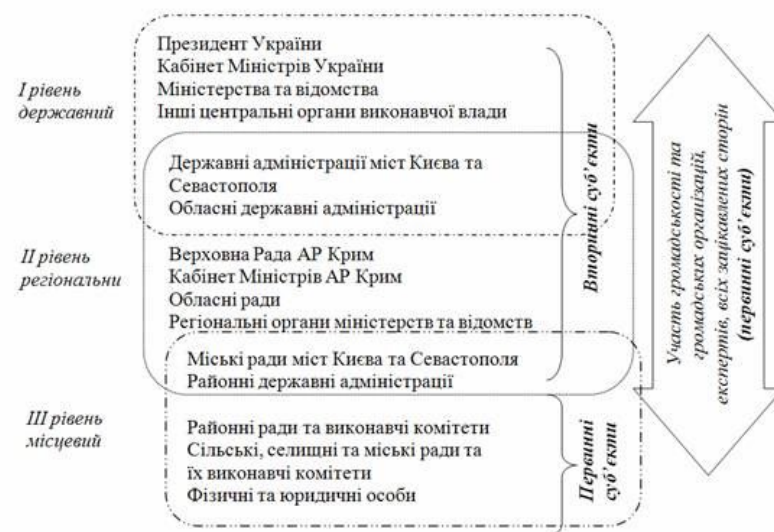 І рівень
державний
Президент України
Кабінет Міністрів України
Міністерства та відомства
Інші центральні органи виконавчої влади
Державні адміністрації міст Києва та
Севастополя
Обласні державні адміністрації
ІІ рівень
регіональни
Верховна Рада АР Крим
Кабінет Міністрів АР Крим
Обласні ради
Регіональні органи міністерств та відомств
Міські ради міст Києва та Севастополя
Районні державні адміністрації
ІІІ рівень
місцевий
Районні ради та виконавчі комітети
Сільські, селищні та міські ради та
їх виконавчі комітети
Фізичні та юридичні особи
Вторинні суб’єкти
Первинні
суб’єкти
Участь громадськості та
громадських організацій,
експертів, всіх зацікавлених сторін
(первинні суб’єкти)